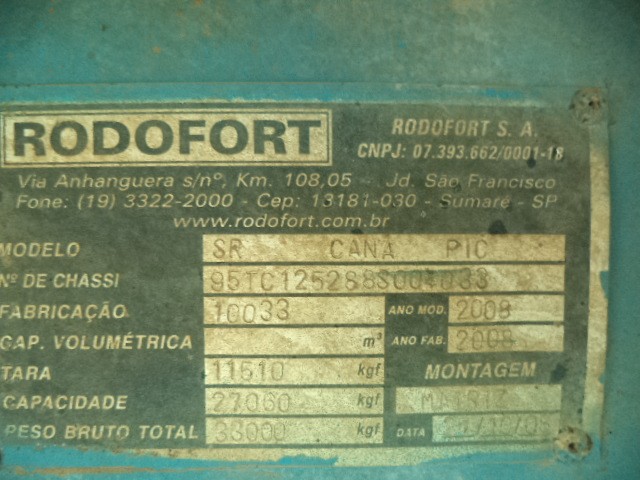 RODOFORT
RODOFORT S. A.
CNPJ: 07.393.662/0001-18
Via Anhanguera s/nº, Km. 108,05 - Jd. São Francisco
Fone: (19) 3322-2000 - Cep: 13181-030 - Sumaré - SP
www.rodofort.com.br
MODELO SR CANA PIC
Nº DE CHASSI
FABRICAÇÃO 10033 ANO MOD. 2008
CAP. VOLUMÉTRICA m³ ANO FAB. 2008
TARA 11610 kgf MONTAGEM
CAPACIDADE kgf MATRIZ
PESO BRUTO TOTAL kgf DATA